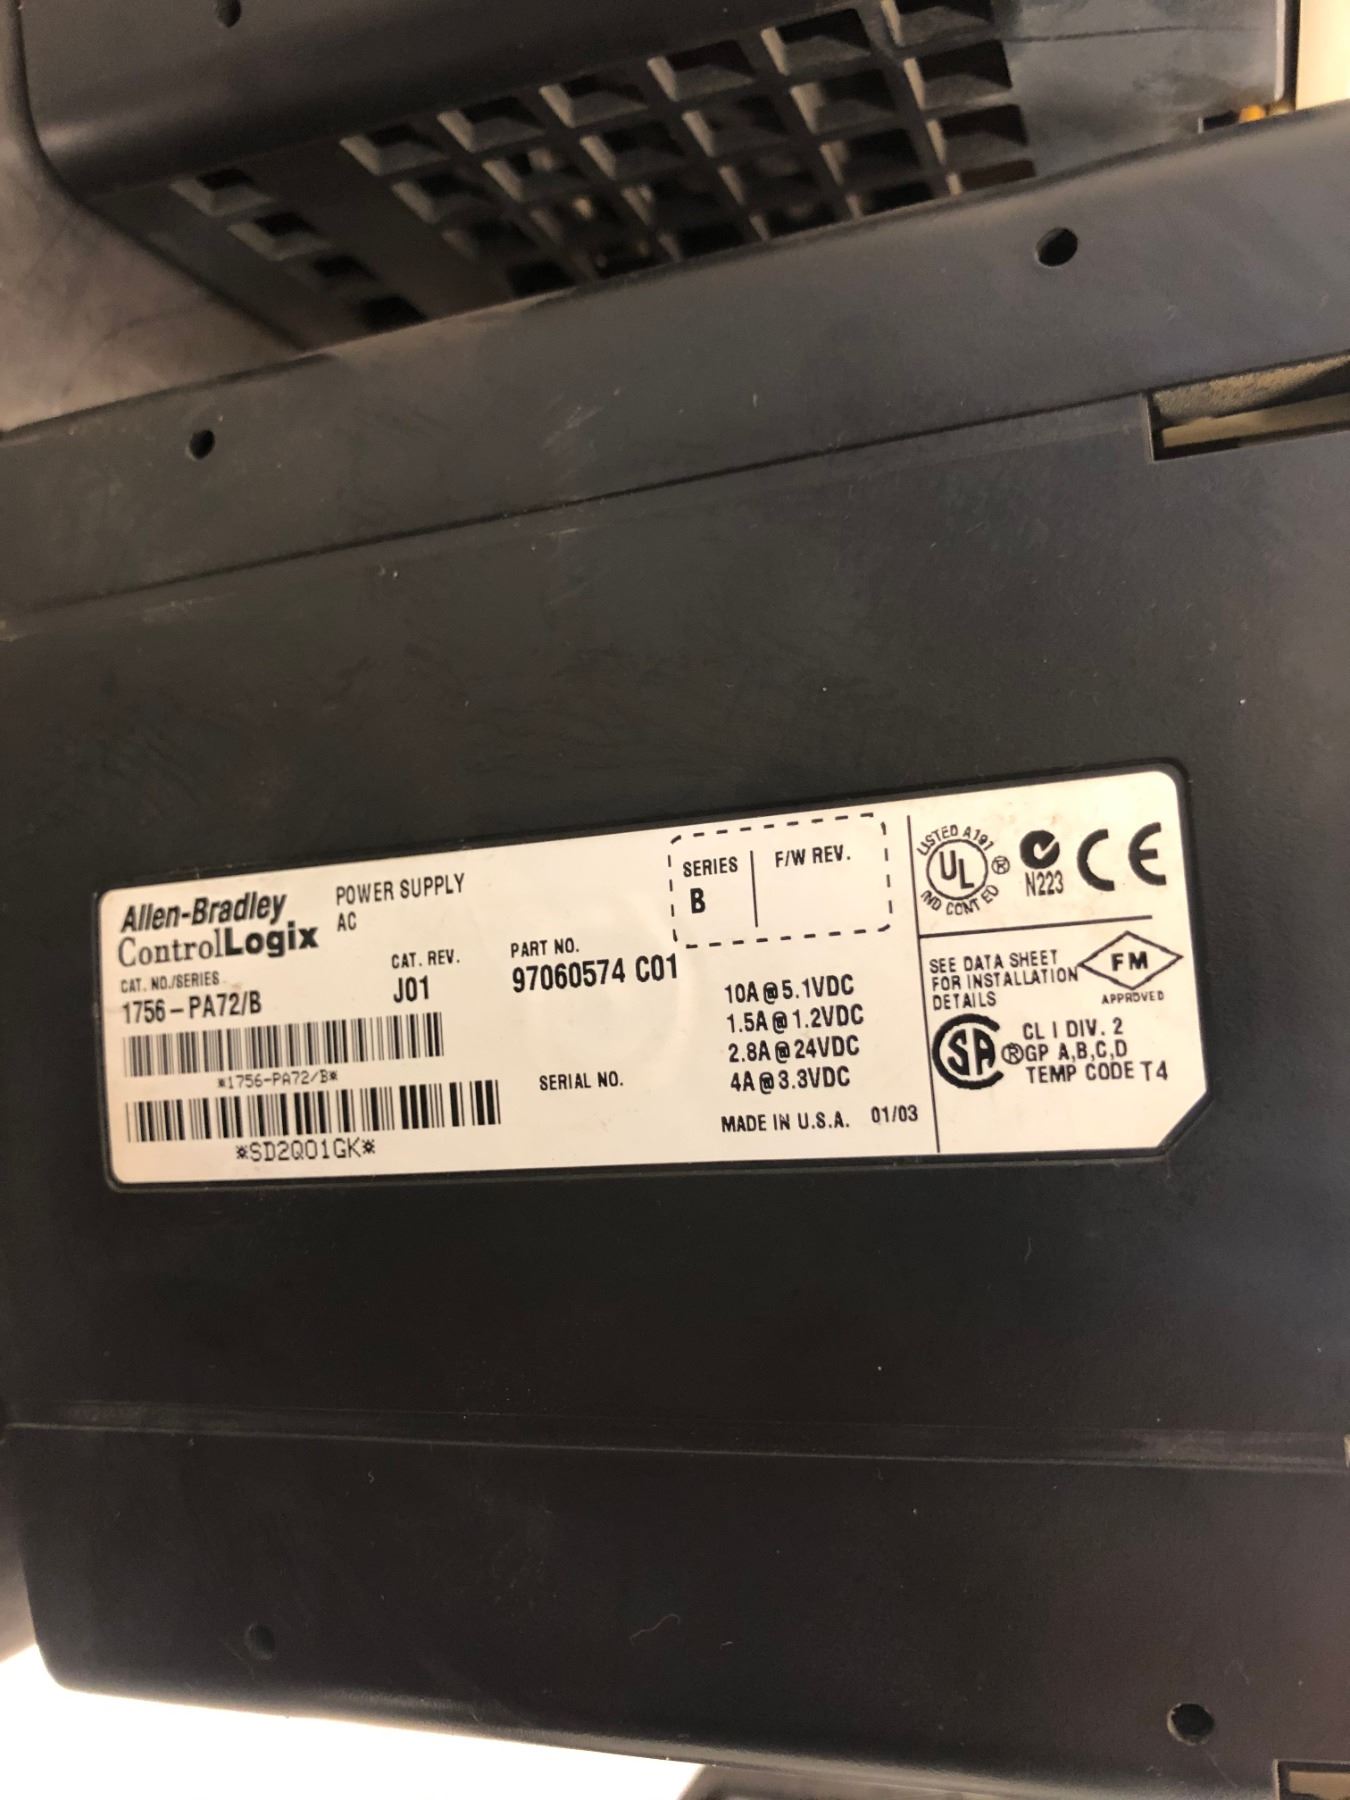 Allen-Bradley
ControlLogix
POWER SUPPLY
AC
CAT. NO./SERIES
1756-PA72/B
CAT. REV.
J01
*1756-PA72/B*
*SD2Q01GK*
PART NO.
97060574 C01
SERIAL NO.
SERIES
B
F/W REV.
10A@5.1VDC
1.5A@1.2VDC
2.8A@24VDC
4A@3.3VDC
MADE IN U.S.A. 01/03
LISTED A191
UL ®
IND CONT EQ
N223
CE
SEE DATA SHEET
FOR INSTALLATION
DETAILS
FM
APPROVED
SA ®
CL I DIV. 2
GP A,B,C,D
TEMP CODE T4